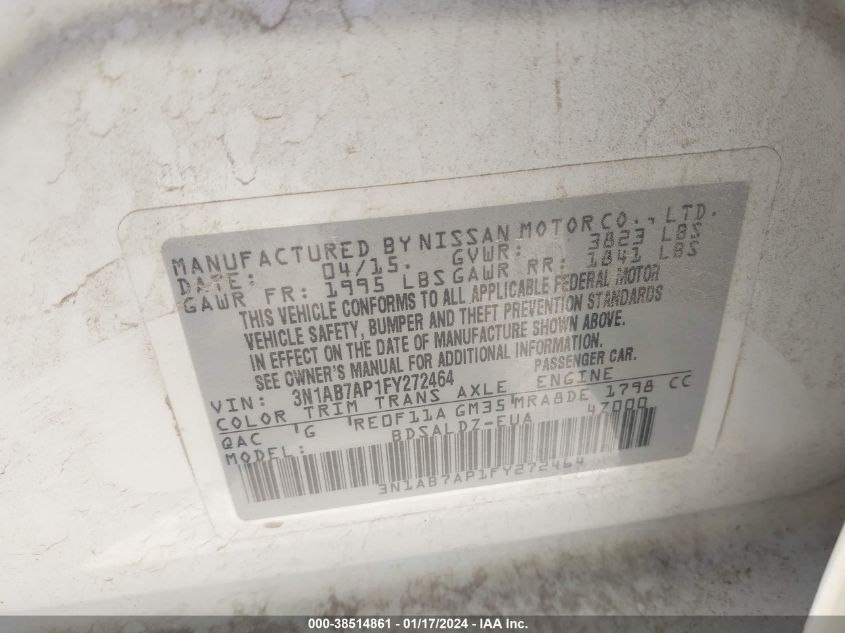 MANUFACTURED BY NISSAN MOTOR CO., LTD.
DATE: 04/15. GVWR: 3823 LBS
GAWR FR: 1995 LBS GAWR RR: 1841 LBS
THIS VEHICLE CONFORMS TO ALL APPLICABLE FEDERAL MOTOR
VEHICLE SAFETY, BUMPER AND THEFT PREVENTION STANDARDS
IN EFFECT ON THE DATE OF MANUFACTURE SHOWN ABOVE.
SEE OWNER'S MANUAL FOR ADDITIONAL INFORMATION.
VIN: 3N1AB7AP1FY272464 PASSENGER CAR.
COLOR TRIM TRANS AXLE ENGINE
QAC 'G 'RE0F11A GM35'MRA8DE 1798 CC
MODEL: BDSALDZ-EUA 47000
3N1AB7AP1FY272464
000-38514861 - 01/17/2024 - IAAI Inc.